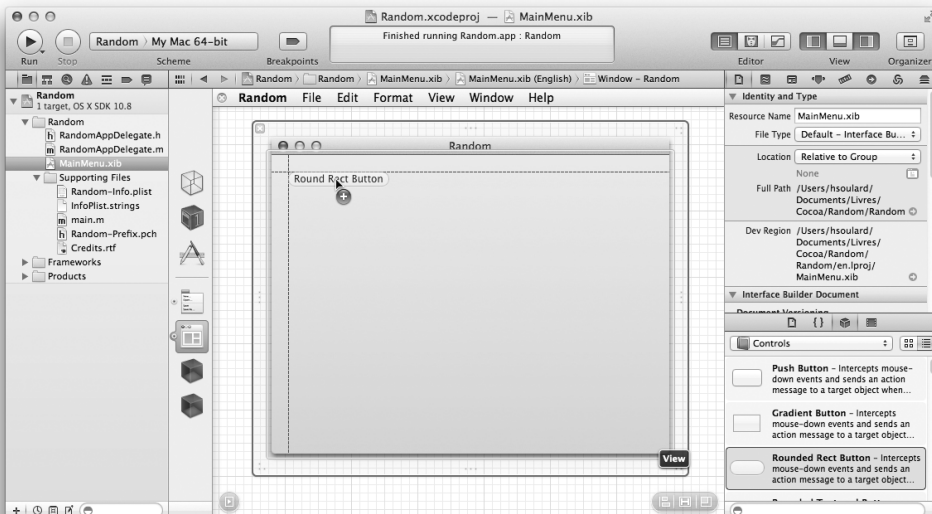 Random.xcodeproj — MainMenu.xib
Random > My Mac 64-bit
Finished running Random.app : Random
Run Stop Scheme Breakpoints Editor View Organizer
Random > Random > MainMenu.xib > MainMenu.xib (English) > Window – Random
Random
1 target, OS X SDK 10.8
Random
RandomAppDelegate.h
RandomAppDelegate.m
MainMenu.xib
Supporting Files
Random-Info.plist
InfoPlist.strings
main.m
Random-Prefix.pch
Credits.rtf
Frameworks
Products
Random File Edit Format View Window Help
Random
Round Rect Button
View
Identity and Type
Resource Name MainMenu.xib
File Type Default – Interface Bu...
Location Relative to Group
None
Full Path /Users/hsoulard/
Documents/Livres/
Cocoa/Random/Random
Dev Region /Users/hsoulard/
Documents/Livres/
Cocoa/Random/
Random/en.lproj/
MainMenu.xib
Interface Builder Document
Document Versioning
Controls
Push Button – Intercepts mouse-
down events and sends an action
message to a target object when...
Gradient Button – Intercepts
mouse-down events and sends an
action message to a target object...
Rounded Rect Button – Intercepts
mouse-down events and sends an
action message to a target object...